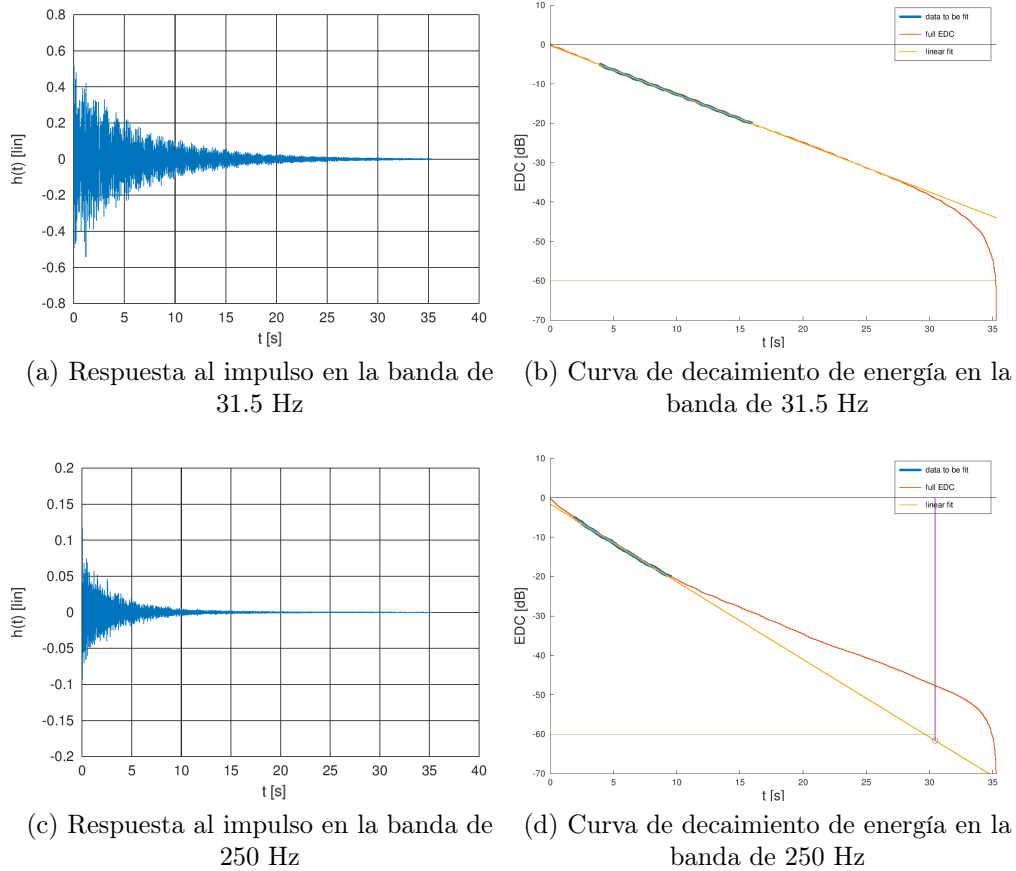 0.8
0.6
0.4
0.2
0
-0.2
-0.4
-0.6
-0.8
h(t) [lin]
0 5 10 15 20 25 30 35 40
t [s]
10
0
-10
-20
-30
-40
-50
-60
-70
EDC [dB]
0 5 10 15 20 25 30 35
t [s]
data to be fit
full EDC
linear fit
(a) Respuesta al impulso en la banda de
31.5 Hz
(b) Curva de decaimiento de energía en la
banda de 31.5 Hz
0.2
0.15
0.1
0.05
0
-0.05
-0.1
-0.15
-0.2
h(t) [lin]
0 5 10 15 20 25 30 35 40
t [s]
10
0
-10
-20
-30
-40
-50
-60
-70
EDC [dB]
0 5 10 15 20 25 30 35
t [s]
data to be fit
full EDC
linear fit
(c) Respuesta al impulso en la banda de
250 Hz
(d) Curva de decaimiento de energía en la
banda de 250 Hz